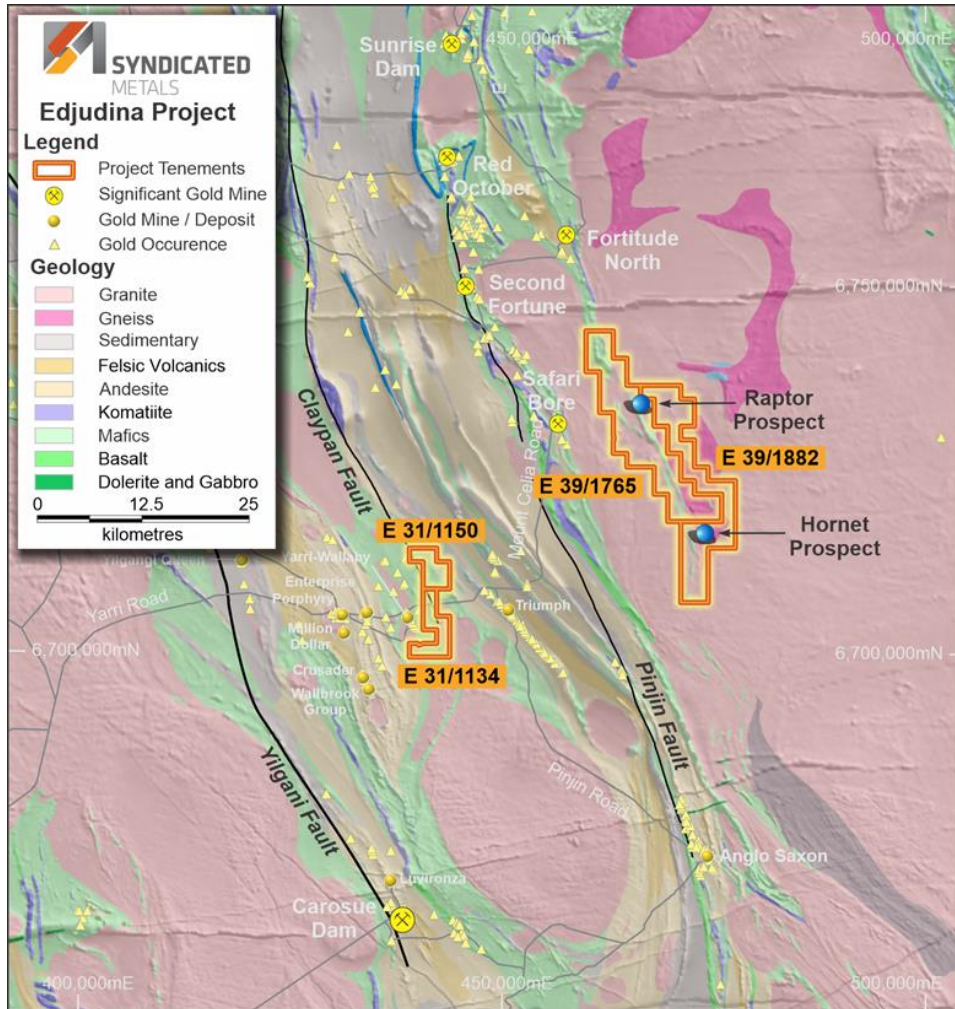 SYNDICATED
METALS
Edjudina Project
Legend
Project Tenements
Significant Gold Mine
Gold Mine / Deposit
Gold Occurence
Geology
Granite
Gneiss
Sedimentary
Felsic Volcanics
Andesite
Komatiite
Mafics
Basalt
Dolerite and Gabbro
0 12.5 25
kilometres
450,000mE
500,000mE
Sunrise
Dam
Red
October
Fortitude
North
Second
Fortune
6,750,000mN
Safari
Bore
Raptor
Prospect
Claypan Fault
Mount Celia Road
E 39/1882
E 39/1765
Hornet
Prospect
E 31/1150
Yarri-Wallaby
Enterprise
Porphyry
Yarri Road
Million
Dollar
Triumph
6,700,000mN
6,700,000mN
Crusader
Wallbrook
Group
E 31/1134
Pinjin Fault
Yilgani Fault
Pinjin Road
Anglo Saxon
Luvironza
Carosue
Dam
400,000mE
450,000mE
500,000mE